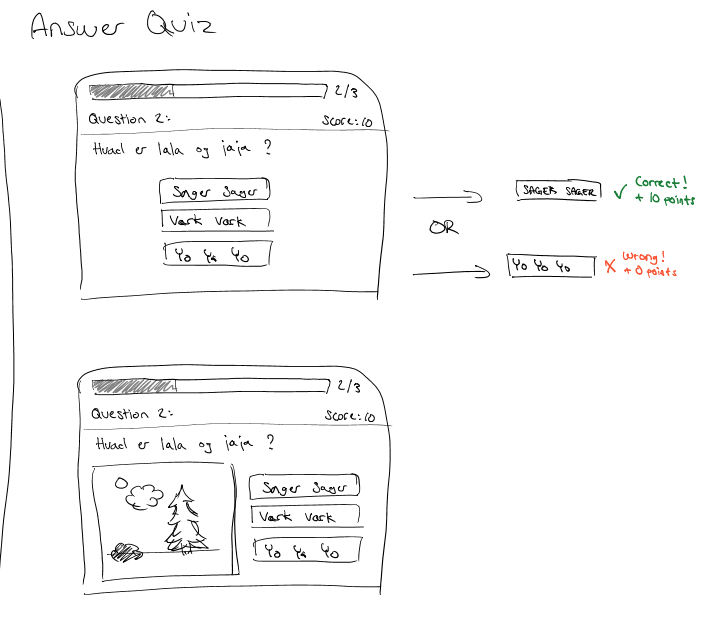 Answer Quiz
2/3
Question 2:
Score: 10
Hvad er lala og jaja ?
Sager Sager
Vark Vark
Yo Yo Yo
OR
SAGER SAGER
Correct!
+ 10 points
Yo Yo Yo
Wrong!
+ 0 points
2/3
Question 2:
Score: 10
Hvad er lala og jaja ?
Sager Sager
Vark Vark
Yo Yo Yo